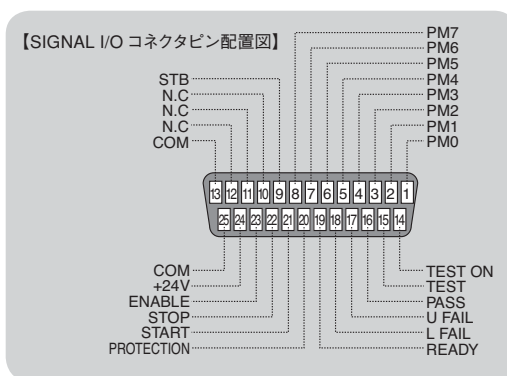 【SIGNAL I/O コネクタピン配置図】
PM7
PM6
PM5
PM4
PM3
PM2
PM1
PM0
STB
N.C
N.C
N.C
COM
13 12 11 10 9 8 7 6 5 4 3 2 1
25 24 23 22 21 20 19 18 17 16 15 14
COM
+24V
ENABLE
STOP
START
PROTECTION
TEST ON
TEST
PASS
U FAIL
L FAIL
READY